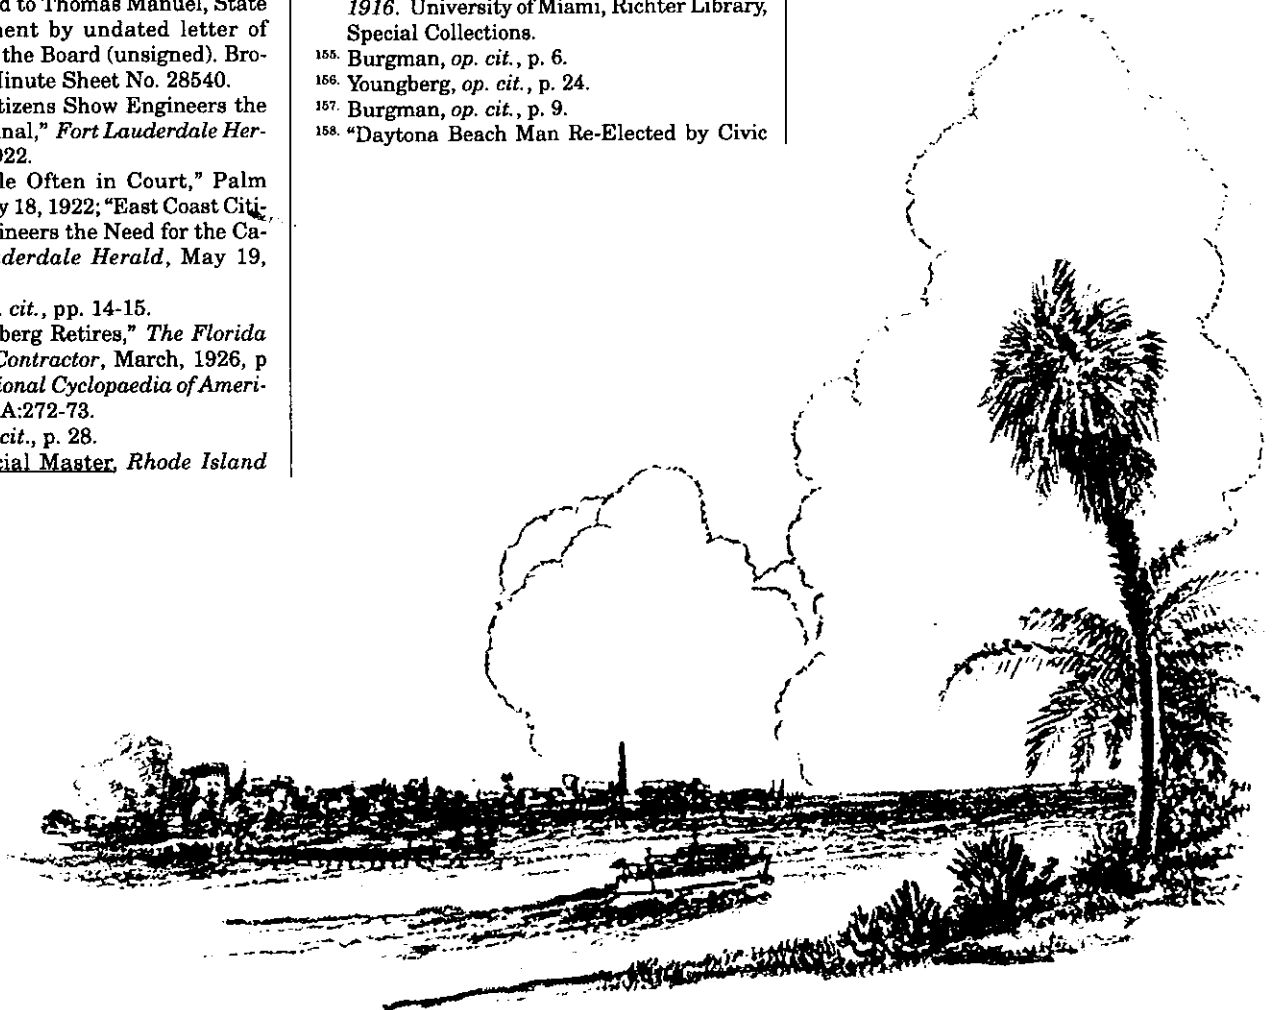 d to Thomas Manuel, State
ent by undated letter of
the Board (unsigned). Bro-
inute Sheet No. 28540.
tizens Show Engineers the
nal,” Fort Lauderdale Her-
922.
le Often in Court,” Palm
y 18, 1922; “East Coast Citi-
ineers the Need for the Ca-
derdale Herald, May 19,
. cit., pp. 14-15.
berg Retires,” The Florida
Contractor, March, 1926, p
ional Cyclopaedia of Ameri-
A:272-73.
cit., p. 28.
cial Master, Rhode Island
1916. University of Miami, Richter Library,
Special Collections.
155. Burgman, op. cit., p. 6.
156. Youngberg, op. cit., p. 24.
157. Burgman, op. cit., p. 9.
158. “Daytona Beach Man Re-Elected by Civic